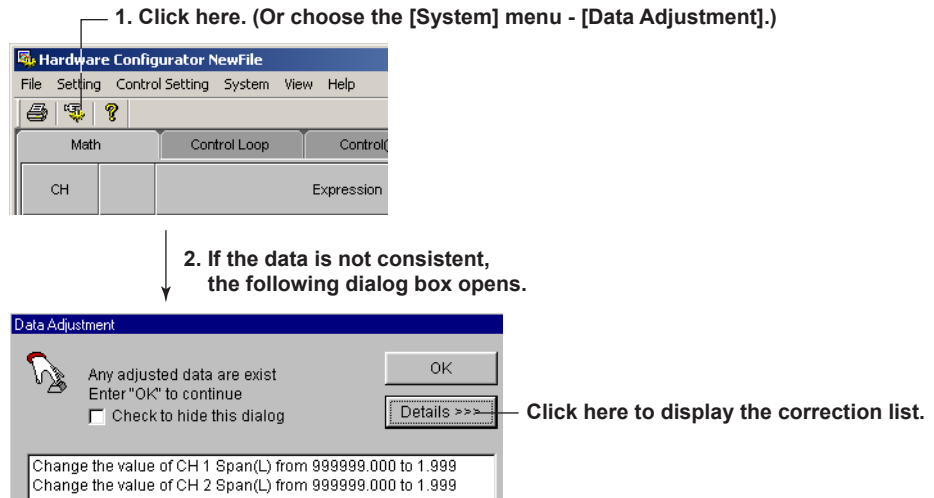 1. Click here. (Or choose the [System] menu - [Data Adjustment].)
Hardware Configurator NewFile
File Setting Control Setting System View Help
Math Control Loop Control(
CH Expression
2. If the data is not consistent,
the following dialog box opens.
Data Adjustment
Any adjusted data are exist
Enter "OK" to continue
Check to hide this dialog
OK
Details >>>
Click here to display the correction list.
Change the value of CH 1 Span(L) from 999999.000 to 1.999
Change the value of CH 2 Span(L) from 999999.000 to 1.999